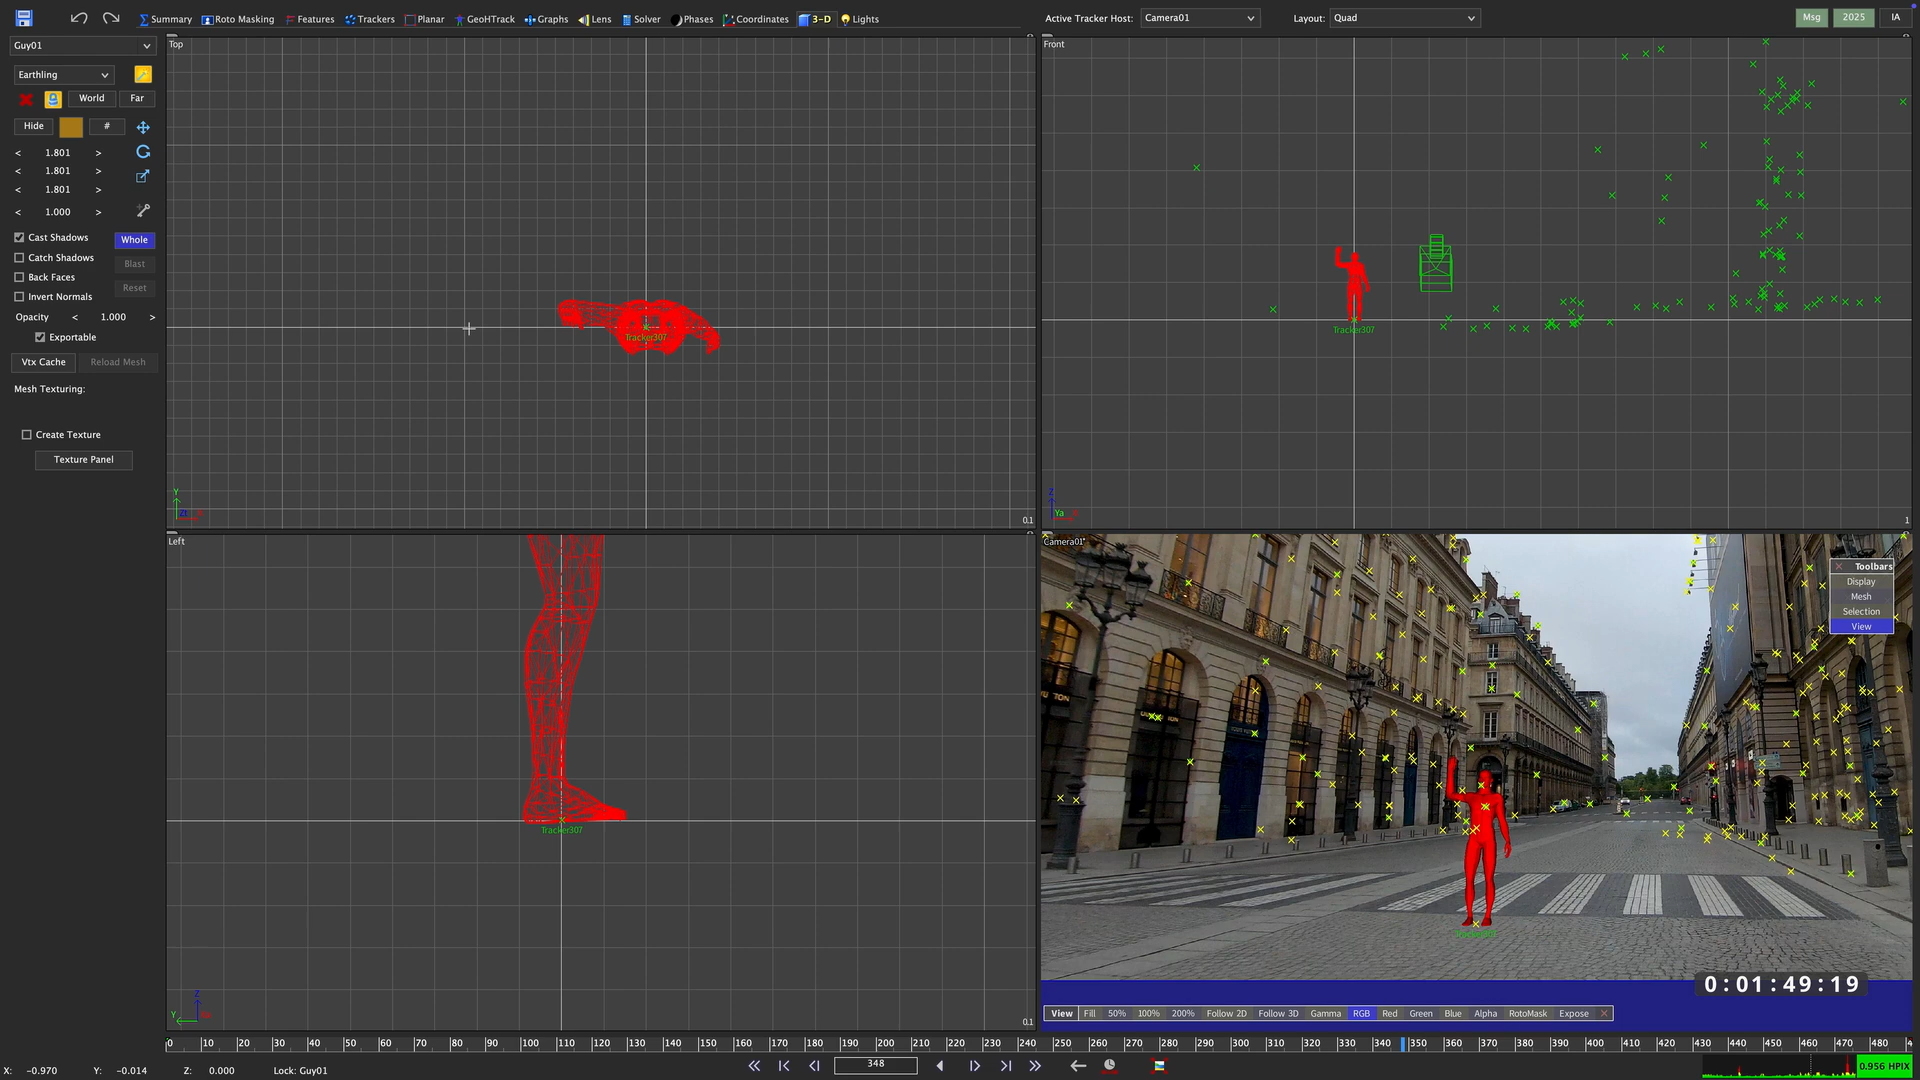 Summary Roto Masking Features Trackers Planar GeoHTrack Graphs Lens Solver Phases Coordinates 3-D Lights Active Tracker Host: Camera01 Layout: Quad Msg 2025 IA
Guy01
Earthling
World Far
Hide #
< 1.801 >
< 1.801 >
< 1.801 >
< 1.000 >
Cast Shadows Whole
Catch Shadows Blast
Back Faces
Reset
Invert Normals
Opacity < 1.000 >
Exportable
Vtx Cache Reload Mesh
Mesh Texturing:
Create Texture
Texture Panel
Top
Tracker307
Y
0.1
Front
Tracker307
Z
Ya
1
Left
Tracker307
Z
Y
0.1
Camera01*
Toolbars
Display
Mesh
Selection
View
0:01:49:19
View Fill 50% 100% 200% Follow 2D Follow 3D Gamma RGB Red Green Blue Alpha RotoMask Expose
0 10 20 30 40 50 60 70 80 90 100 110 120 130 140 150 160 170 180 190 200 210 220 230 240 250 260 270 280 290 300 310 320 330 340 350 360 370 380 390 400 410 420 430 440 450 460 470 480
X: -0.970 Y: -0.014 Z: 0.000 Lock: Guy01 348 0.956 HPIX